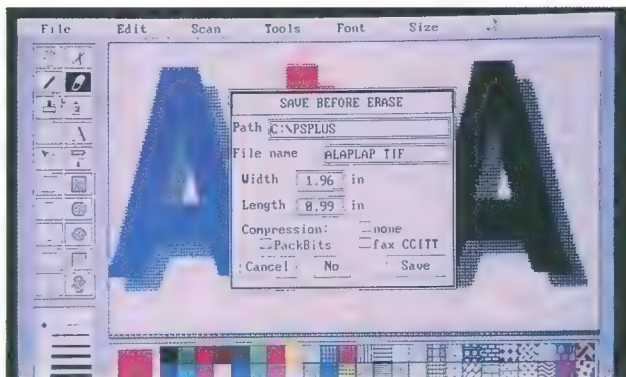 File Edit Scan Tools Font Size
SAVE BEFORE ERASE
Path C:\PSPLUS
File name ALAPLAP TIF
Width 1.96 in
Length 0.99 in
Compression: none
PackBits fax CCITT
Cancel No Save
A A